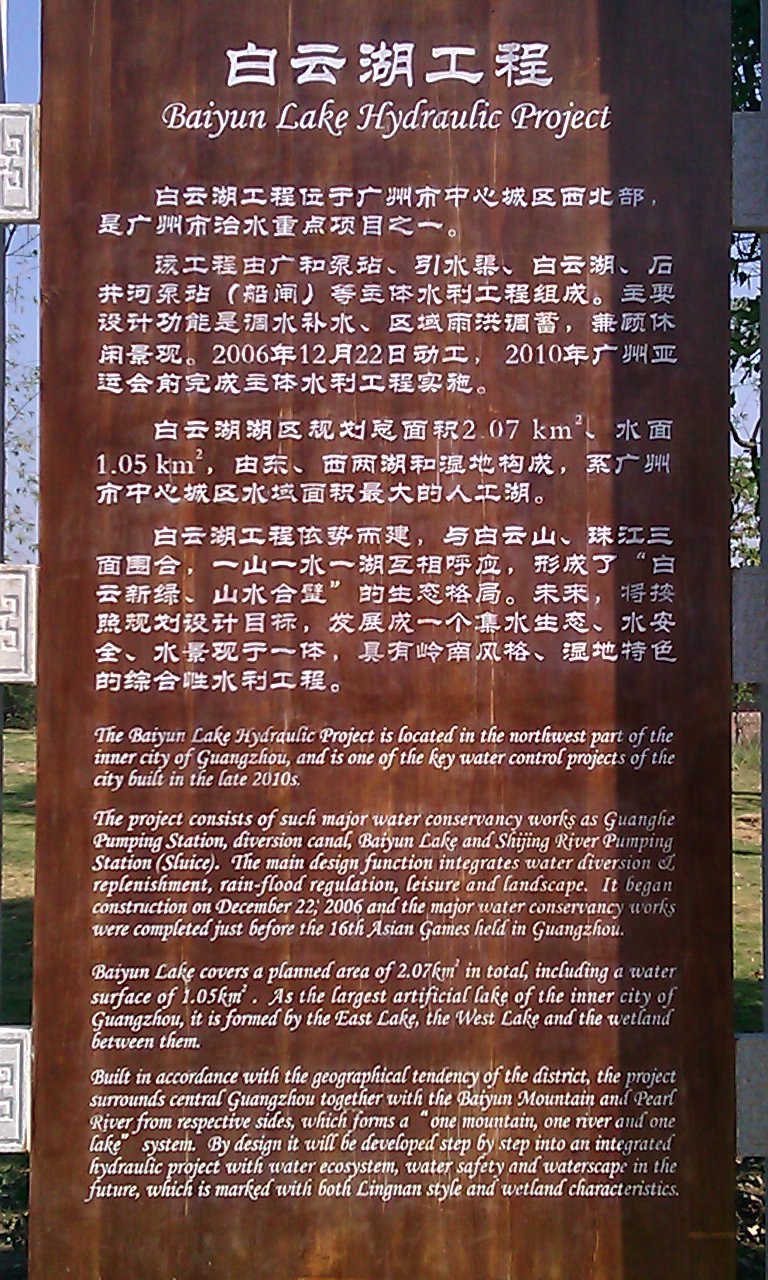 白云湖工程
Baiyun Lake Hydraulic Project
白云湖工程位于广州市中心城区西北部，
是广州市治水重点项目之一。
该工程由广和泵站、引水渠、白云湖、石
井河泵站（船闸）等主体水利工程组成。主要
设计功能是调水补水、区域雨洪调蓄，兼顾休
闲景观。2006年12月22日动工， 2010年广州亚
运会前完成主体水利工程实施。
白云湖湖区规划总面积2.07 km²、水面
1.05 km²，由东、西两湖和湿地构成，系广州
市中心城区水域面积最大的人工湖。
白云湖工程依势而建，与白云山、珠江三
面围合，一山一水一湖互相呼应，形成了“白
云新绿、山水合璧”的生态格局。未来，将按
照规划设计目标，发展成一个集水生态、水安
全、水景观于一体，具有岭南风格、湿地特色
的综合性水利工程。
The Baiyun Lake Hydraulic Project is located in the northwest part of the
inner city of Guangzhou, and is one of the key water control projects of the
city built in the late 2010s.
The project consists of such major water conservancy works as Guanghe
Pumping Station, diversion canal, Baiyun Lake and Shijing River Pumping
Station (Sluice). The main design function integrates water diversion &
replenishment, rain-flood regulation, leisure and landscape. It began
construction on December 22, 2006 and the major water conservancy works
were completed just before the 16th Asian Games held in Guangzhou.
Baiyun Lake covers a planned area of 2.07km² in total, including a water
surface of 1.05km². As the largest artificial lake of the inner city of
Guangzhou, it is formed by the East Lake, the West Lake and the wetland
between them.
Built in accordance with the geographical tendency of the district, the project
surrounds central Guangzhou together with the Baiyun Mountain and Pearl
River from respective sides, which forms a “one mountain, one river and one
lake” system. By design it will be developed step by step into an integrated
hydraulic project with water ecosystem, water safety and waterscape in the
future, which is marked with both Lingnan style and wetland characteristics.